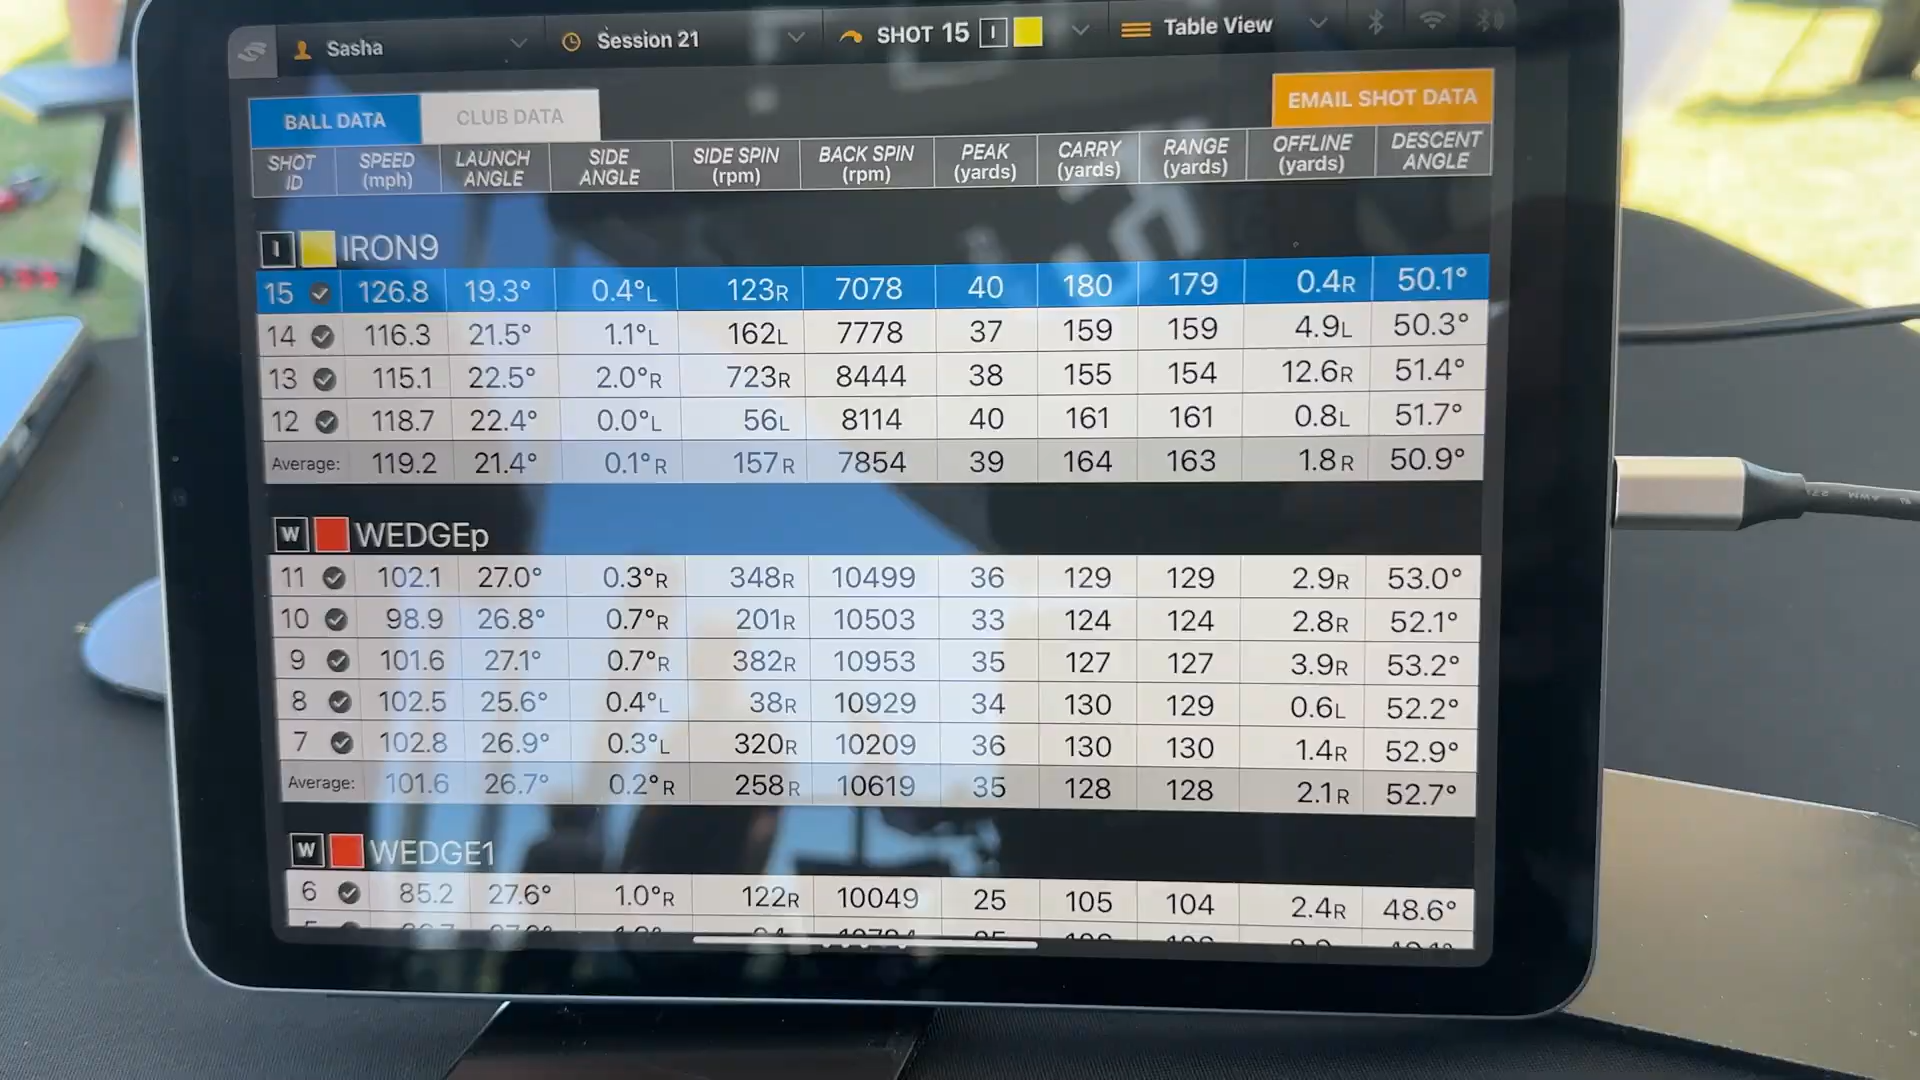 Sasha Session 21 SHOT 15 I Table View
BALL DATA CLUB DATA EMAIL SHOT DATA
SHOT ID SPEED (mph) LAUNCH ANGLE SIDE ANGLE SIDE SPIN (rpm) BACK SPIN (rpm) PEAK (yards) CARRY (yards) RANGE (yards) OFFLINE (yards) DESCENT ANGLE
I IRON9
15 126.8 19.3° 0.4°L 123R 7078 40 180 179 0.4R 50.1°
14 116.3 21.5° 1.1°L 162L 7778 37 159 159 4.9L 50.3°
13 115.1 22.5° 2.0°R 723R 8444 38 155 154 12.6R 51.4°
12 118.7 22.4° 0.0°L 56L 8114 40 161 161 0.8L 51.7°
Average: 119.2 21.4° 0.1°R 157R 7854 39 164 163 1.8R 50.9°
W WEDGEp
11 102.1 27.0° 0.3°R 348R 10499 36 129 129 2.9R 53.0°
10 98.9 26.8° 0.7°R 201R 10503 33 124 124 2.8R 52.1°
9 101.6 27.1° 0.7°R 382R 10953 35 127 127 3.9R 53.2°
8 102.5 25.6° 0.4°L 38R 10929 34 130 129 0.6L 52.2°
7 102.8 26.9° 0.3°L 320R 10209 36 130 130 1.4R 52.9°
Average: 101.6 26.7° 0.2°R 258R 10619 35 128 128 2.1R 52.7°
W WEDGE1
6 85.2 27.6° 1.0°R 122R 10049 25 105 104 2.4R 48.6°
AWM